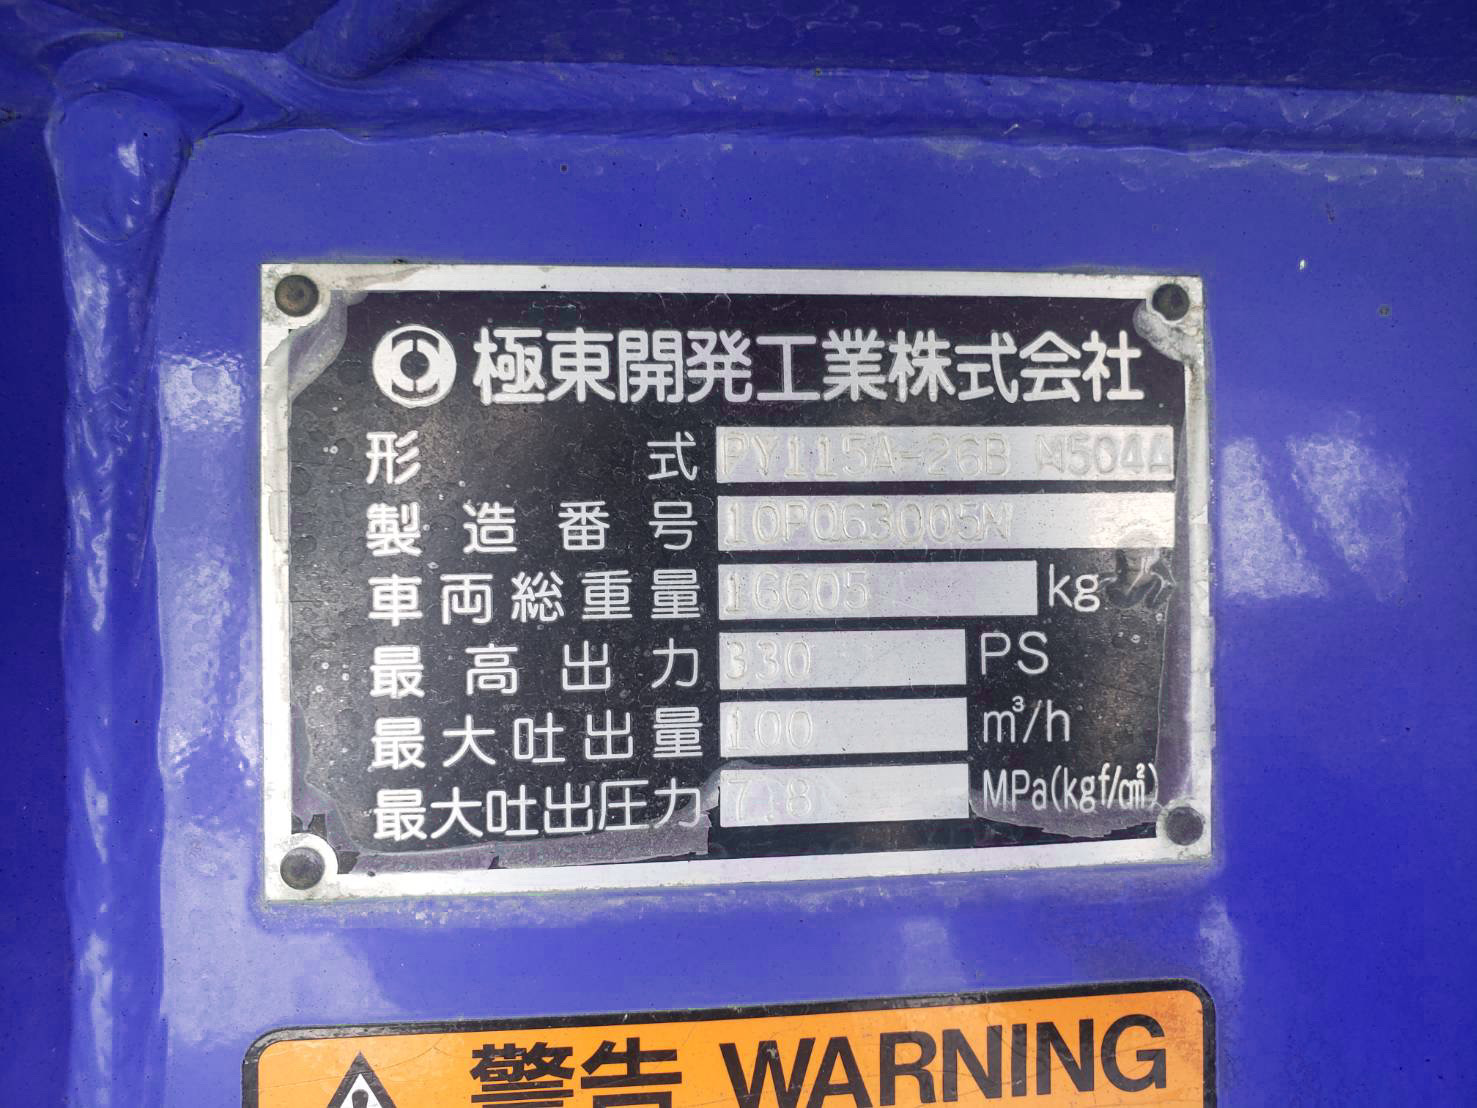 極東開発工業株式会社
形式 PY115A-26B M504A
製造番号 10PQ63005N
車両総重量 16605 kg
最高出力 330 PS
最大吐出量 100 m³/h
最大吐出圧力 7.8 MPa(kgf/cm²)
警告 WARNING